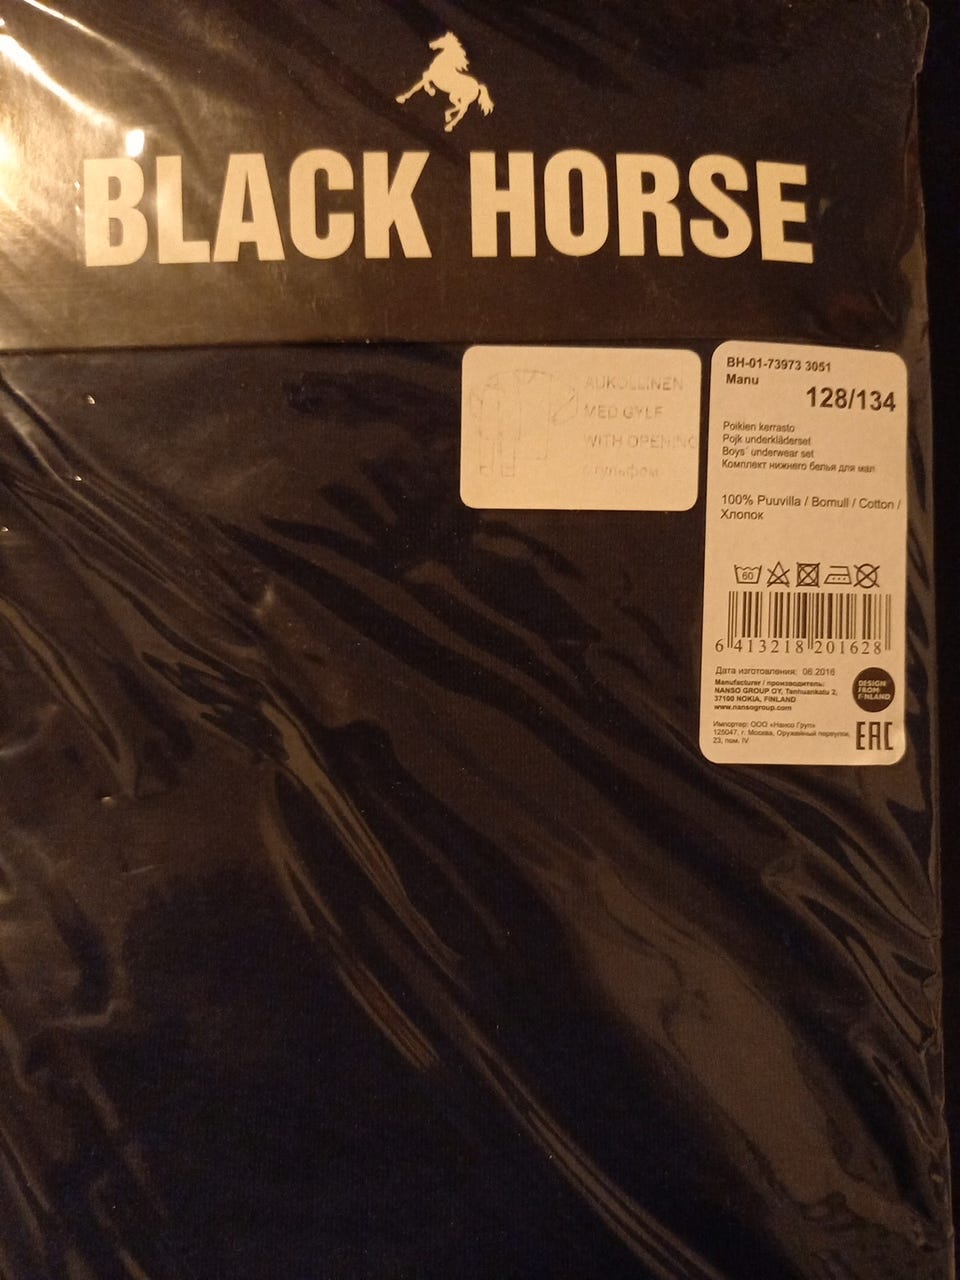 BLACK HORSE
AUKOLLINEN
MED GYLF
WITH OPENING
BH-01-73973 3051
Manu
128/134
Poikien kerrasto
Pojk underkläderset
Boys´ underwear set
Комплект нижнего белья для мал
100% Puuvilla / Bomull / Cotton /
Хлопок
60
6 413218 201628
Дата изготовления: 06.2016
Manufacturer / производитель:
NANSO GROUP OY, Tehtaankatu 2,
37100 NOKIA, FINLAND
www.nansogroup.com
DESIGN
FROM
FINLAND
Импортер: ООО «Нансо Груп»
125047, г. Москва, Оружейный переулок,
23, пом. IV
EAC